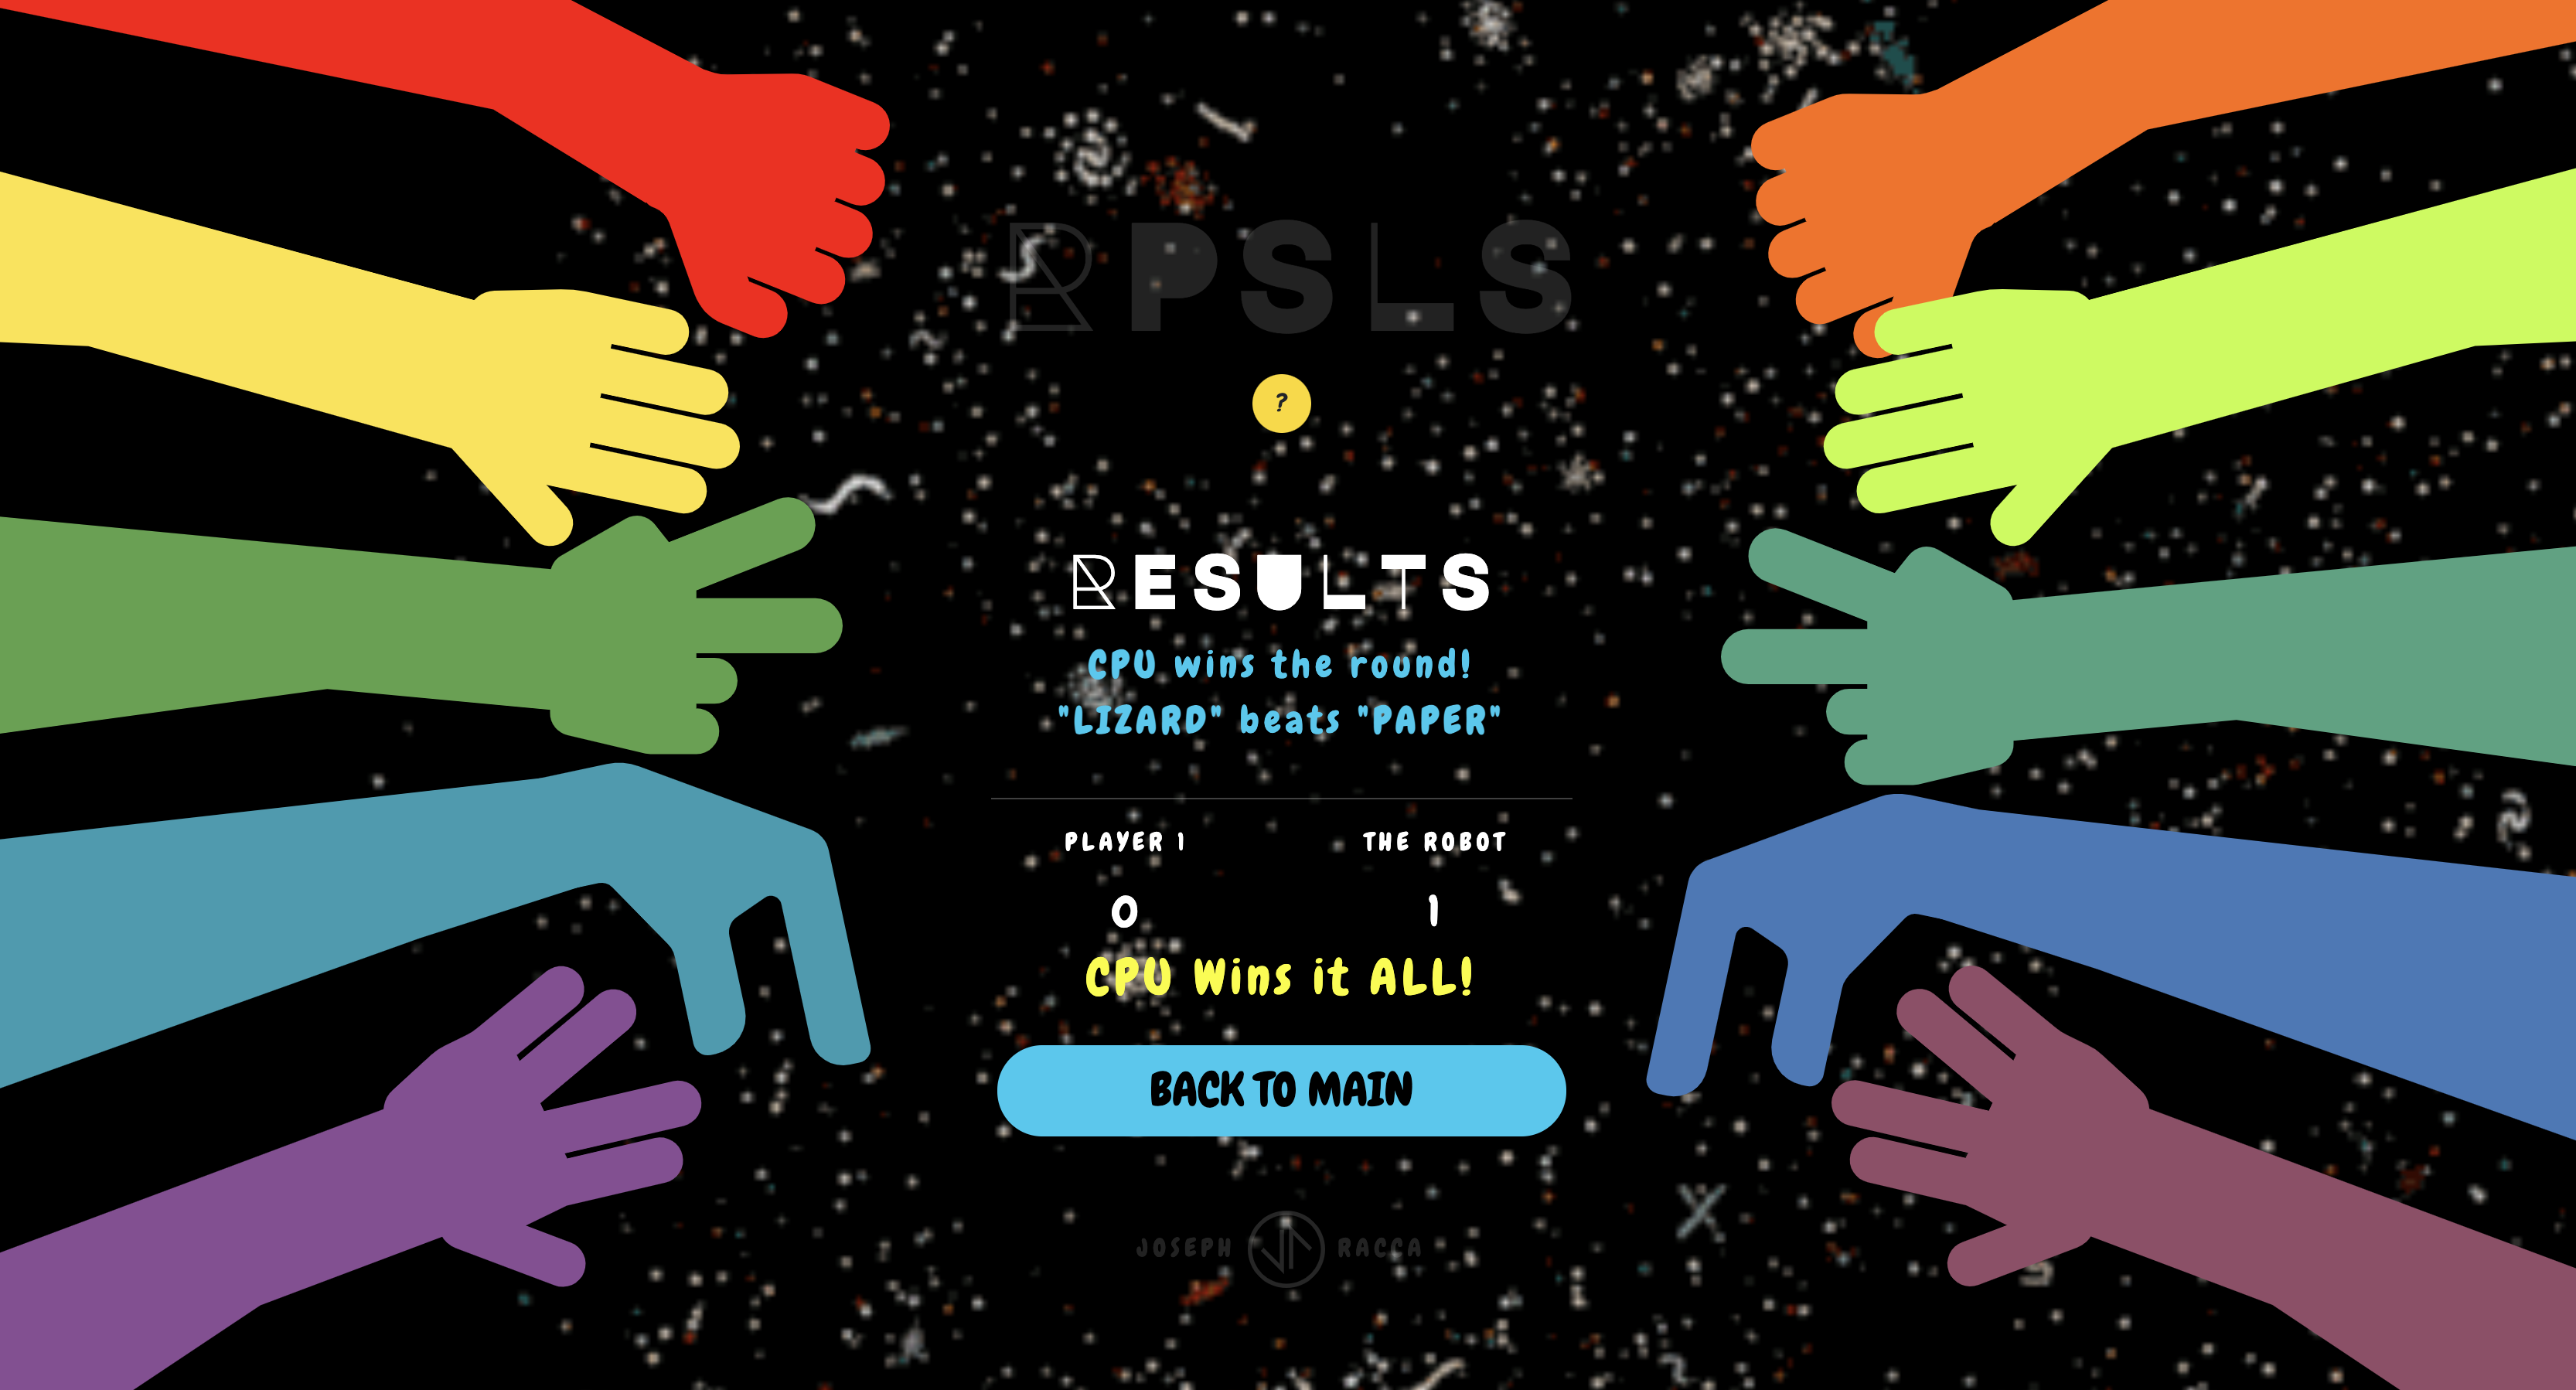 RPSLS
?
RESULTS
CPU wins the round!
"LIZARD" beats "PAPER"
PLAYER 1 THE ROBOT
0 1
CPU Wins it ALL!
BACK TO MAIN
JOSEPH RACCA